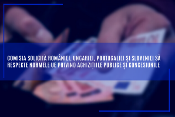 COMISIA SOLICITĂ ROMÂNIEI, UNGARIEI, PORTUGALIEI ȘI SLOVENIEI SĂ
RESPECTE NORMELE UE PRIVIND ACHIZIȚIILE PUBLICE ȘI CONCESIUNILE